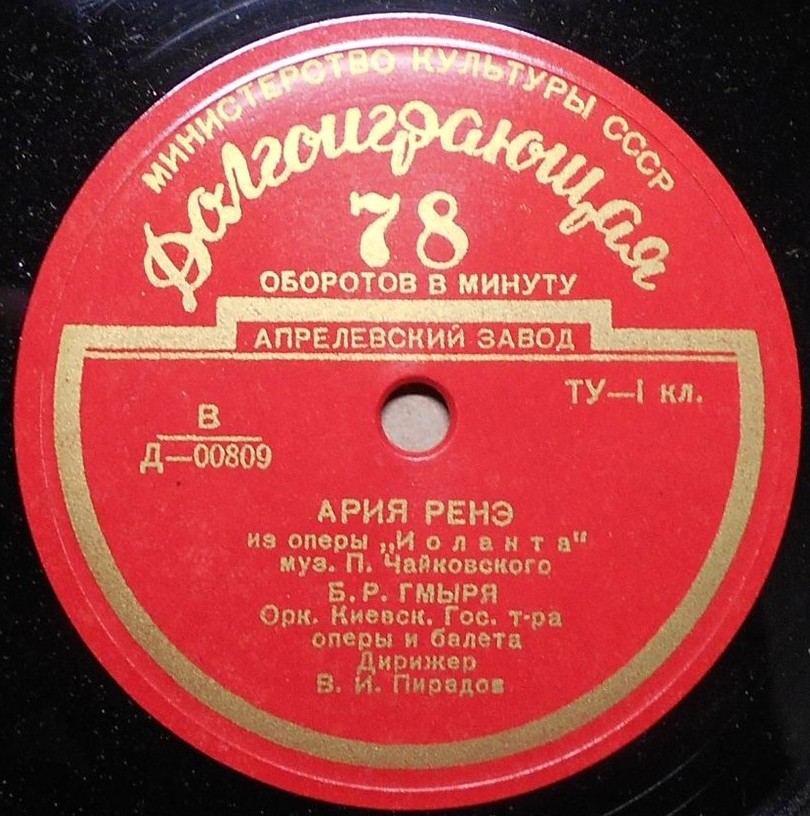 МИНИСТЕРСТВО КУЛЬТУРЫ СССР
Долгоиграющая
78
ОБОРОТОВ В МИНУТУ
АПРЕЛЕВСКИЙ ЗАВОД
ТУ—I кл.
В
Д—00809
АРИЯ РЕНЭ
из оперы „Иоланта"
муз. П. Чайковского
Б. Р. ГМЫРЯ
Орк. Киевск. Гос. т-ра
оперы и балета
Дирижер
В. И. Пирадов